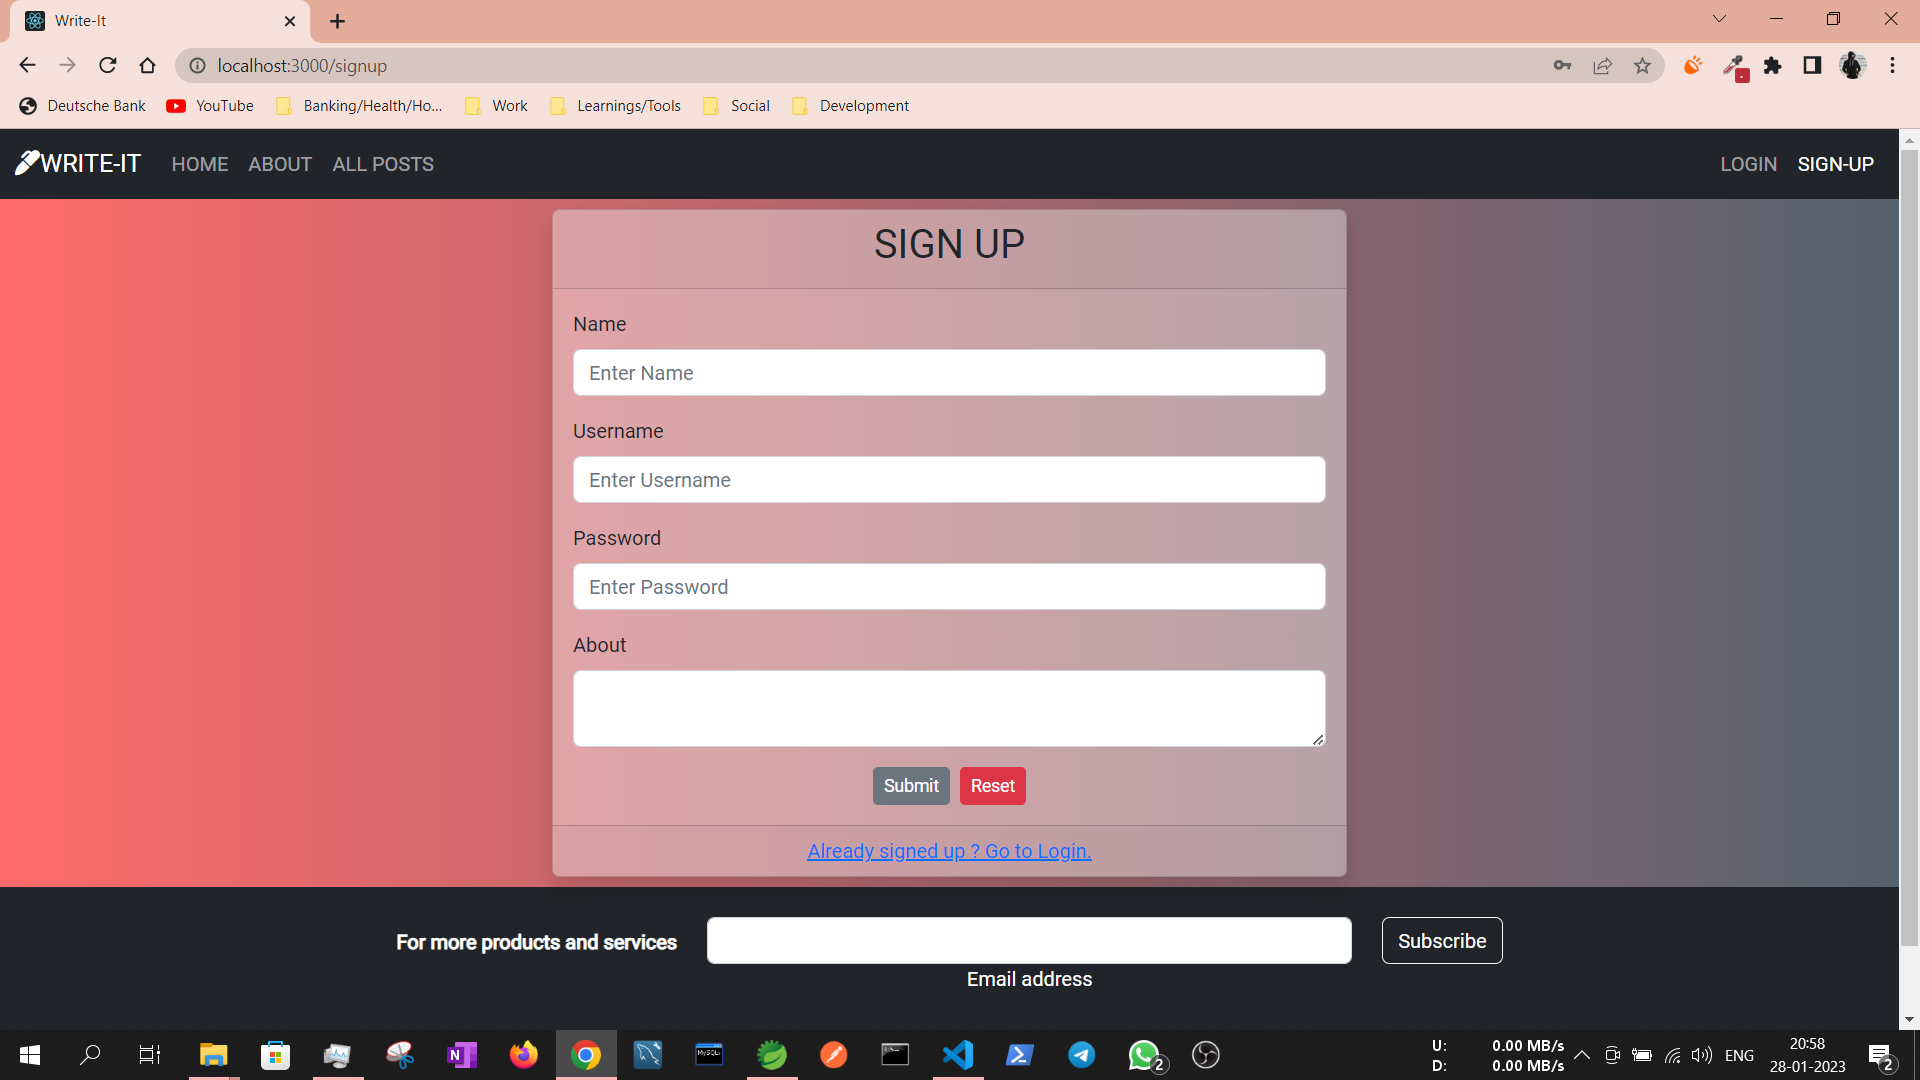 Write-It
localhost:3000/signup
Deutsche Bank
YouTube
Banking/Health/Ho...
Work
Learnings/Tools
Social
Development
WRITE-IT
HOME
ABOUT
ALL POSTS
LOGIN
SIGN-UP
SIGN UP
Name
Enter Name
Username
Enter Username
Password
Enter Password
About
Submit
Reset
Already signed up ? Go to Login.
For more products and services
Subscribe
Email address
N
MySQL
2
U: 0.00 MB/s
D: 0.00 MB/s
ENG
20:58
28-01-2023
2